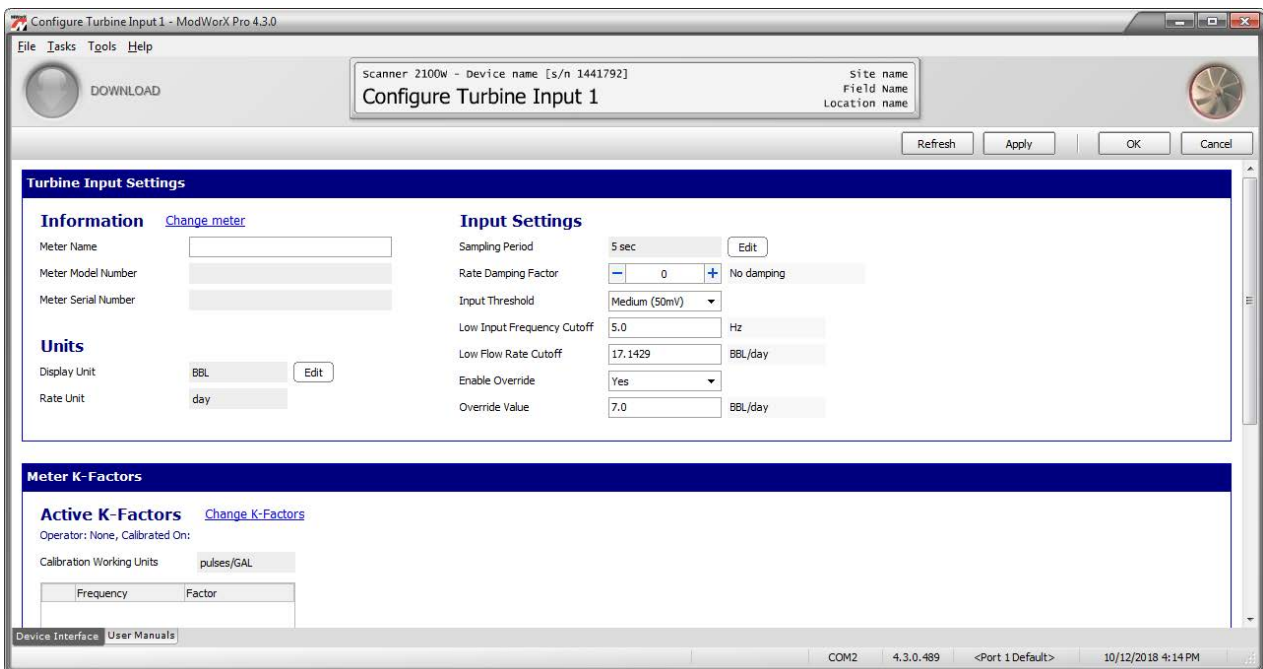 Configure Turbine Input 1 - ModWorX Pro 4.3.0
File Tasks Tools Help
DOWNLOAD
Scanner 2100W - Device name [s/n 1441792]
Configure Turbine Input 1
Site name
Field Name
Location name
Refresh Apply OK Cancel
Turbine Input Settings
Information Change meter
Meter Name
Meter Model Number
Meter Serial Number
Units
Display Unit BBL Edit
Rate Unit day
Input Settings
Sampling Period 5 sec Edit
Rate Damping Factor − 0 + No damping
Input Threshold Medium (50mV)
Low Input Frequency Cutoff 5.0 Hz
Low Flow Rate Cutoff 17.1429 BBL/day
Enable Override Yes
Override Value 7.0 BBL/day
Meter K-Factors
Active K-Factors Change K-Factors
Operator: None, Calibrated On:
Calibration Working Units pulses/GAL
Frequency Factor
Device Interface User Manuals
COM2 4.3.0.489 <Port 1 Default> 10/12/2018 4:14 PM